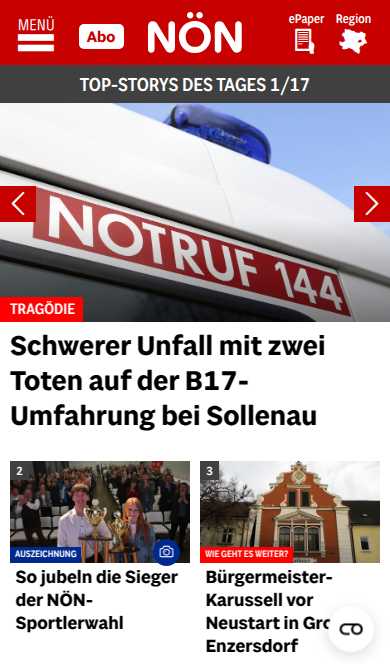 MENÜ
Abo
NÖN
ePaper
Region
TOP-STORYS DES TAGES 1/17
NOTRUF 144
TRAGÖDIE
Schwerer Unfall mit zwei
Toten auf der B17-
Umfahrung bei Sollenau
2
AUSZEICHNUNG
So jubeln die Sieger
der NÖN-
Sportlerwahl
3
WIE GEHT ES WEITER?
Bürgermeister-
Karussell vor
Neustart in
Enzersdorf